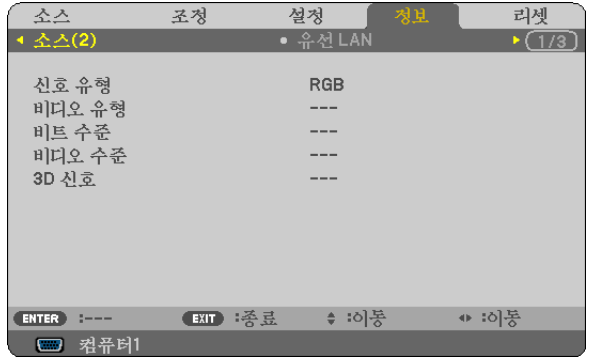 소스 조정 설정 정보 리셋
소스(2) • 유선 LAN 1/3
신호 유형 RGB
비디오 유형 ---
비트 수준 ---
비디오 수준 ---
3D 신호 ---
ENTER :--- EXIT :종료 :이동 :이동
컴퓨터1